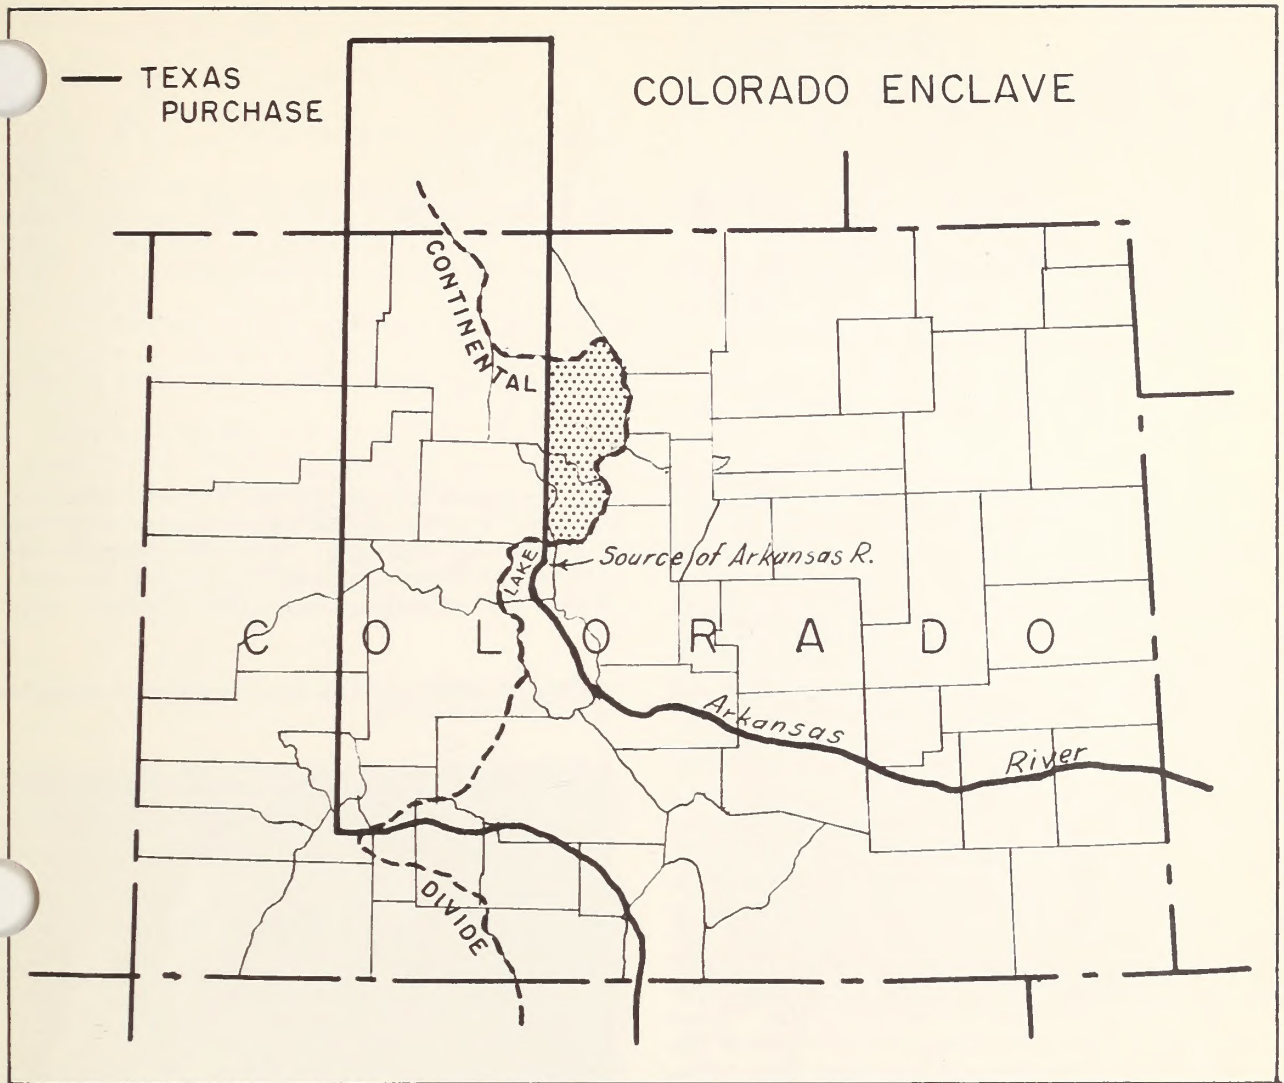 TEXAS
PURCHASE
COLORADO ENCLAVE
CONTINENTAL
LAKE
Source of Arkansas R.
C O L O R A D O
Arkansas
River
DIVIDE